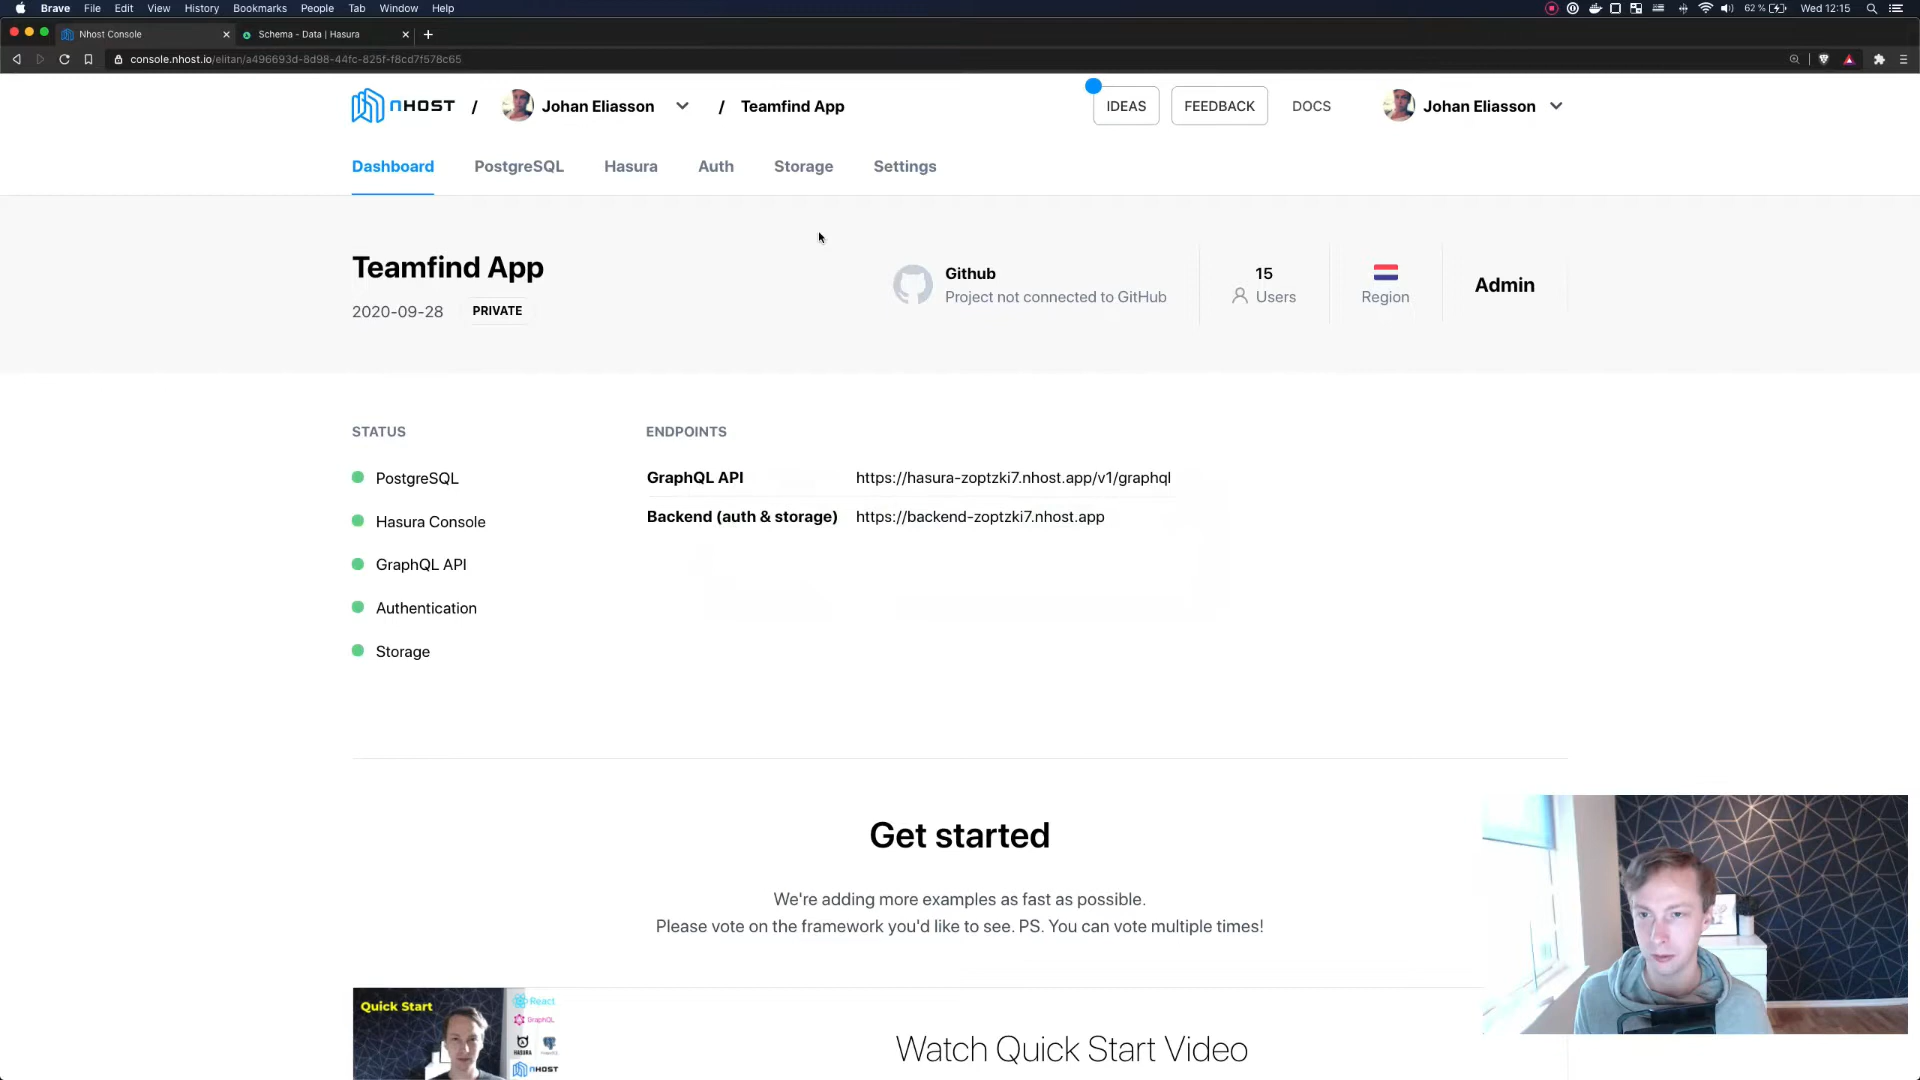 Brave File Edit View History Bookmarks People Tab Window Help
62 % Wed 12:15
Nhost Console
Schema - Data | Hasura
console.nhost.io/elitan/a496693d-8d98-44fc-825f-f8cd7f578c65
nHOST / Johan Eliasson / Teamfind App
IDEAS FEEDBACK DOCS Johan Eliasson
Dashboard PostgreSQL Hasura Auth Storage Settings
Teamfind App
2020-09-28 PRIVATE
Github
Project not connected to GitHub
15
Users
Region
Admin
STATUS
PostgreSQL
Hasura Console
GraphQL API
Authentication
Storage
ENDPOINTS
GraphQL API https://hasura-zoptzki7.nhost.app/v1/graphql
Backend (auth & storage) https://backend-zoptzki7.nhost.app
Get started
We're adding more examples as fast as possible.
Please vote on the framework you'd like to see. PS. You can vote multiple times!
Quick Start
React
GraphQL
HASURA
nHOST
Watch Quick Start Video